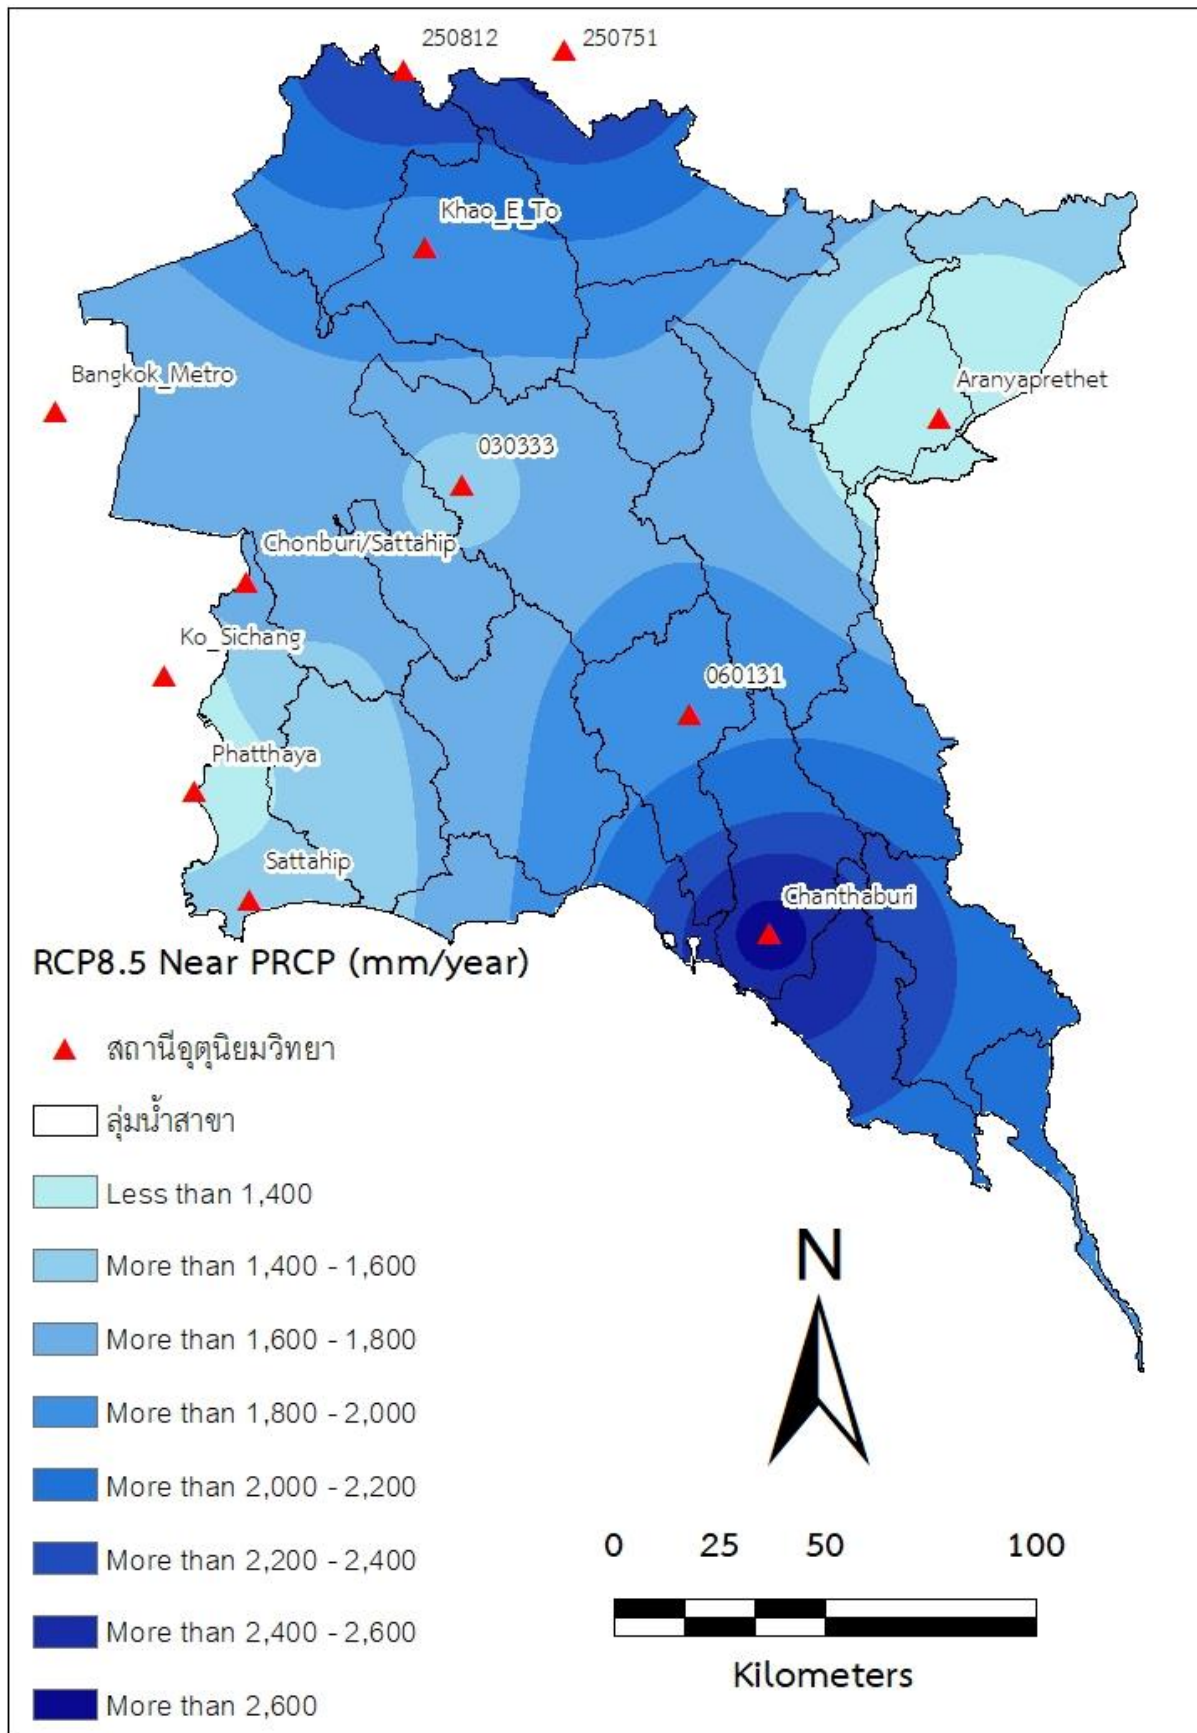 250812
250751
Khao_E_To
Bangkok_Metro
Aranyaprethet
030333
Chonburi/Sattahip
Ko_Sichang
060131
Phatthaya
Sattahip
Chanthaburi
RCP8.5 Near PRCP (mm/year)
สถานีอุตุนิยมวิทยา
ลุ่มน้ำสาขา
Less than 1,400
More than 1,400 - 1,600
More than 1,600 - 1,800
More than 1,800 - 2,000
More than 2,000 - 2,200
More than 2,200 - 2,400
More than 2,400 - 2,600
More than 2,600
N
0 25 50 100
Kilometers